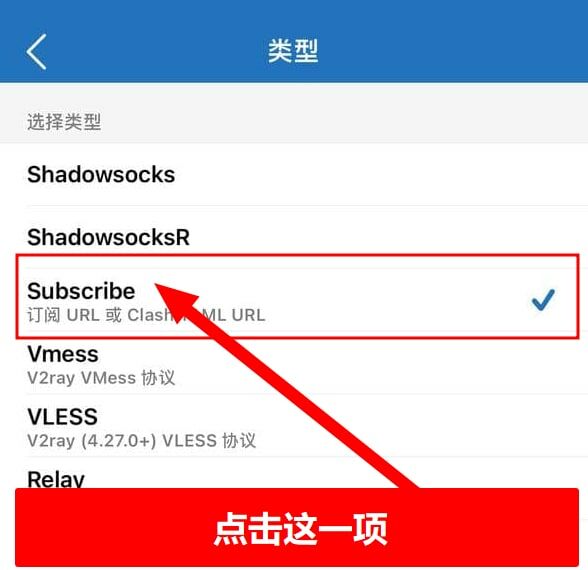 类型
选择类型
Shadowsocks
ShadowsocksR
Subscribe
订阅 URL 或 Clash ML URL
Vmess
V2ray VMess 协议
VLESS
V2ray (4.27.0+) VLESS 协议
Relay
点击这一项